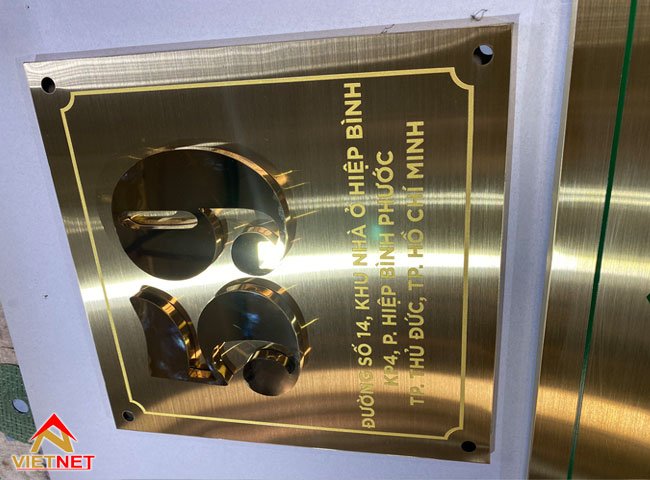 59
ĐƯỜNG SỐ 14, KHU NHÀ Ở HIỆP BÌNH
KP4, P. HIỆP BÌNH PHƯỚC
TP. THỦ ĐỨC, TP. HỒ CHÍ MINH
VIETNET